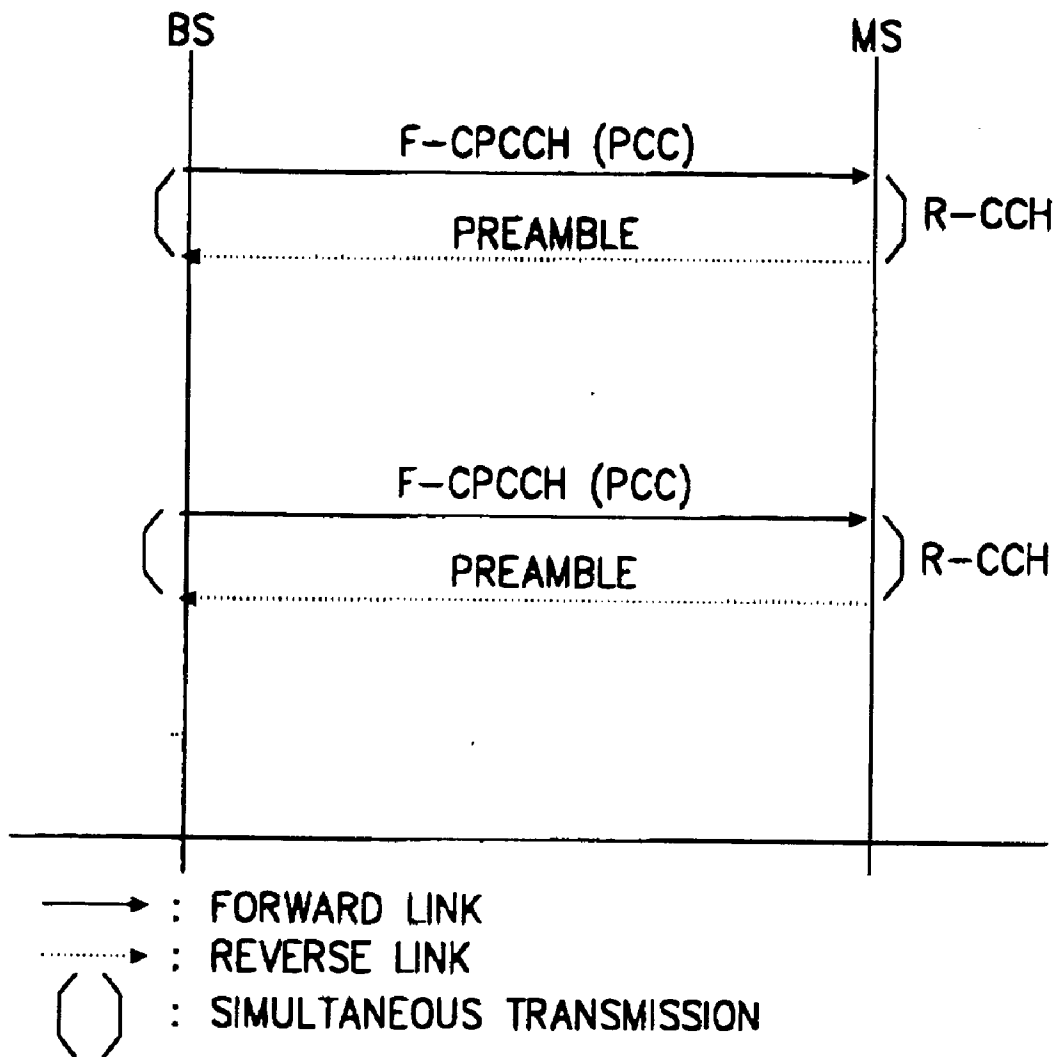 BS
MS
F-CPCCH (PCC)
R-CCH
PREAMBLE
F-CPCCH (PCC)
R-CCH
PREAMBLE
: FORWARD LINK
: REVERSE LINK
: SIMULTANEOUS TRANSMISSION